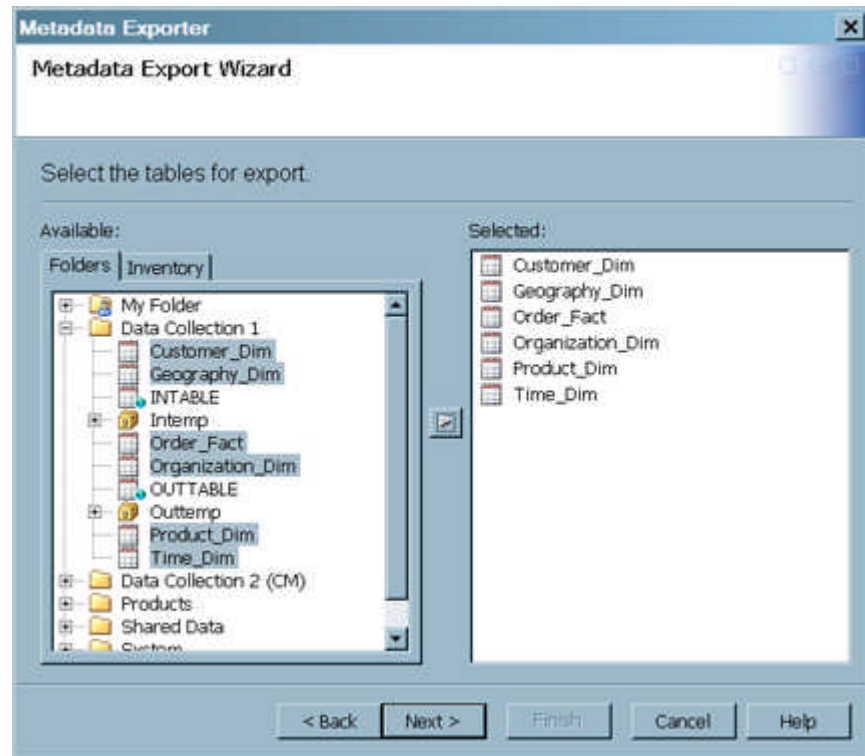 Metadata Exporter
Metadata Export Wizard
Select the tables for export.
Available:
Folders
Inventory
My Folder
Data Collection 1
Customer_Dim
Geography_Dim
INTABLE
Intemp
Order_Fact
Organization_Dim
OUTTABLE
Outtemp
Product_Dim
Time_Dim
Data Collection 2 (CM)
Products
Shared Data
System
Selected:
Customer_Dim
Geography_Dim
Order_Fact
Organization_Dim
Product_Dim
Time_Dim
< Back
Next >
Finish
Cancel
Help